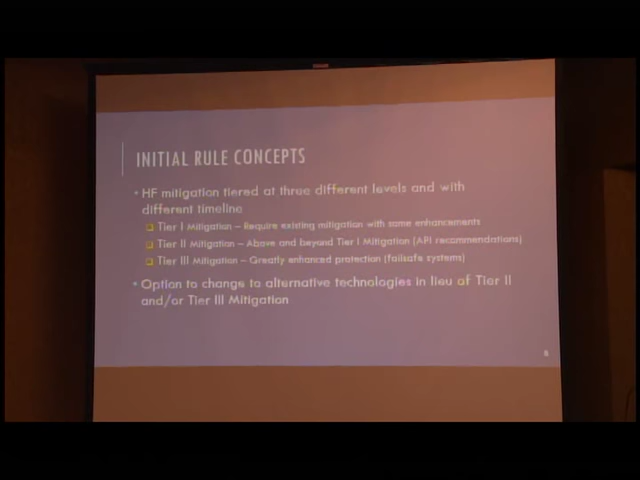 INITIAL RULE CONCEPTS
• HF mitigation tiered at three different levels and with
different timeline
Tier I Mitigation – Require existing mitigation with some enhancements
Tier II Mitigation – Above and beyond Tier I Mitigation (API recommendations)
Tier III Mitigation – Greatly enhanced protection (failsafe systems)
• Option to change to alternative technologies in lieu of Tier II
and/or Tier III Mitigation